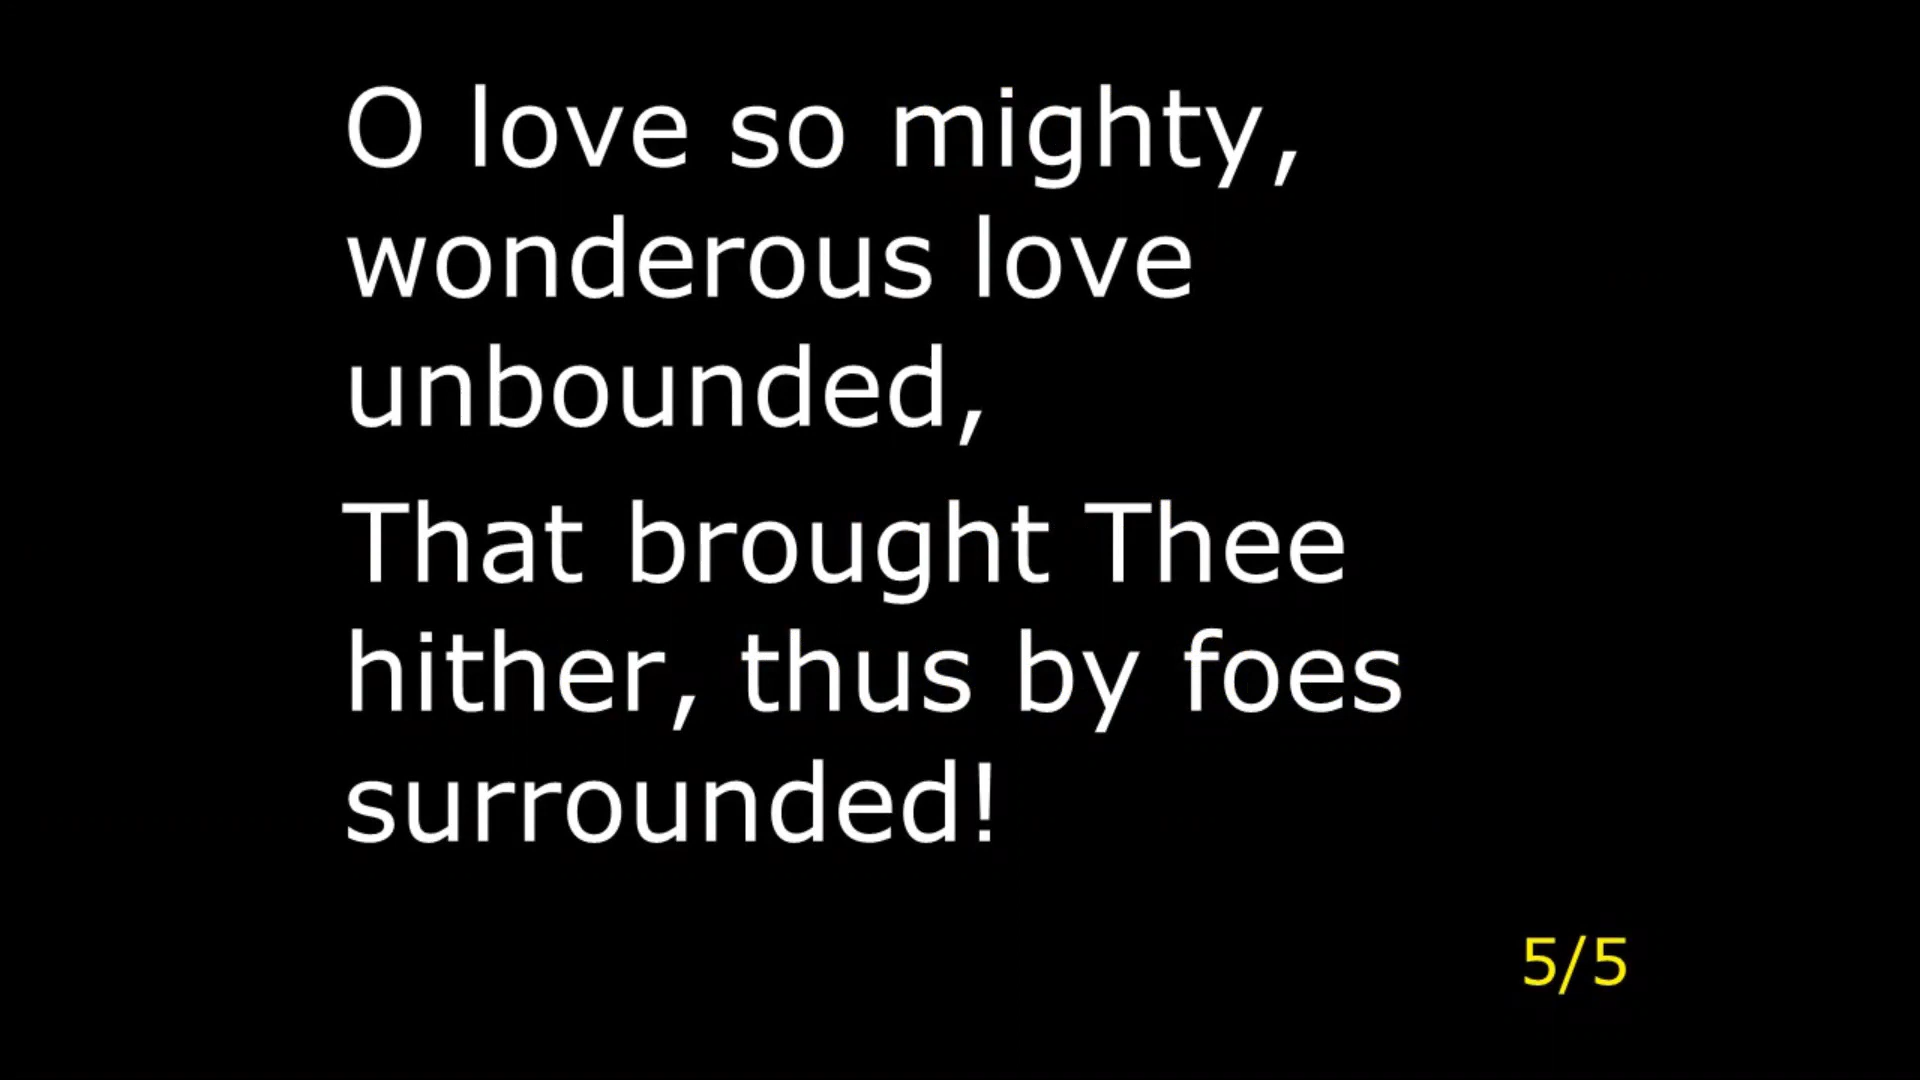 O love so mighty,
wonderous love
unbounded,
That brought Thee
hither, thus by foes
surrounded!
5/5